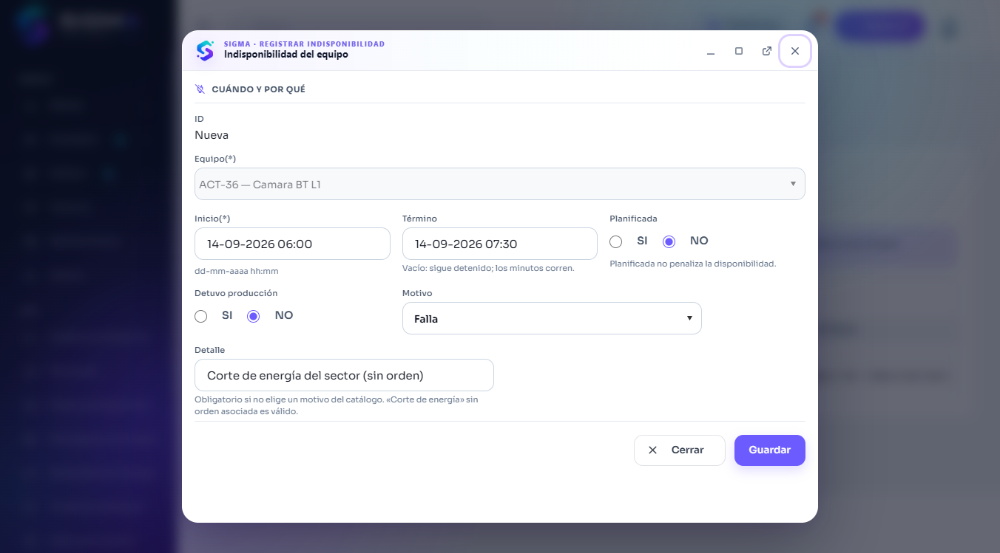 SIGMA · REGISTRAR INDISPONIBILIDAD
Indisponibilidad del equipo
CUÁNDO Y POR QUÉ
ID
Nueva
Equipo(*)
ACT-36 — Camara BT L1
Inicio(*)
Término
Planificada
14-09-2026 06:00
14-09-2026 07:30
SI
NO
dd-mm-aaaa hh:mm
Vacío: sigue detenido; los minutos corren.
Planificada no penaliza la disponibilidad.
Detuvo producción
Motivo
SI
NO
Falla
Detalle
Corte de energía del sector (sin orden)
Obligatorio si no elige un motivo del catálogo. «Corte de energía» sin
orden asociada es válido.
Cerrar
Guardar